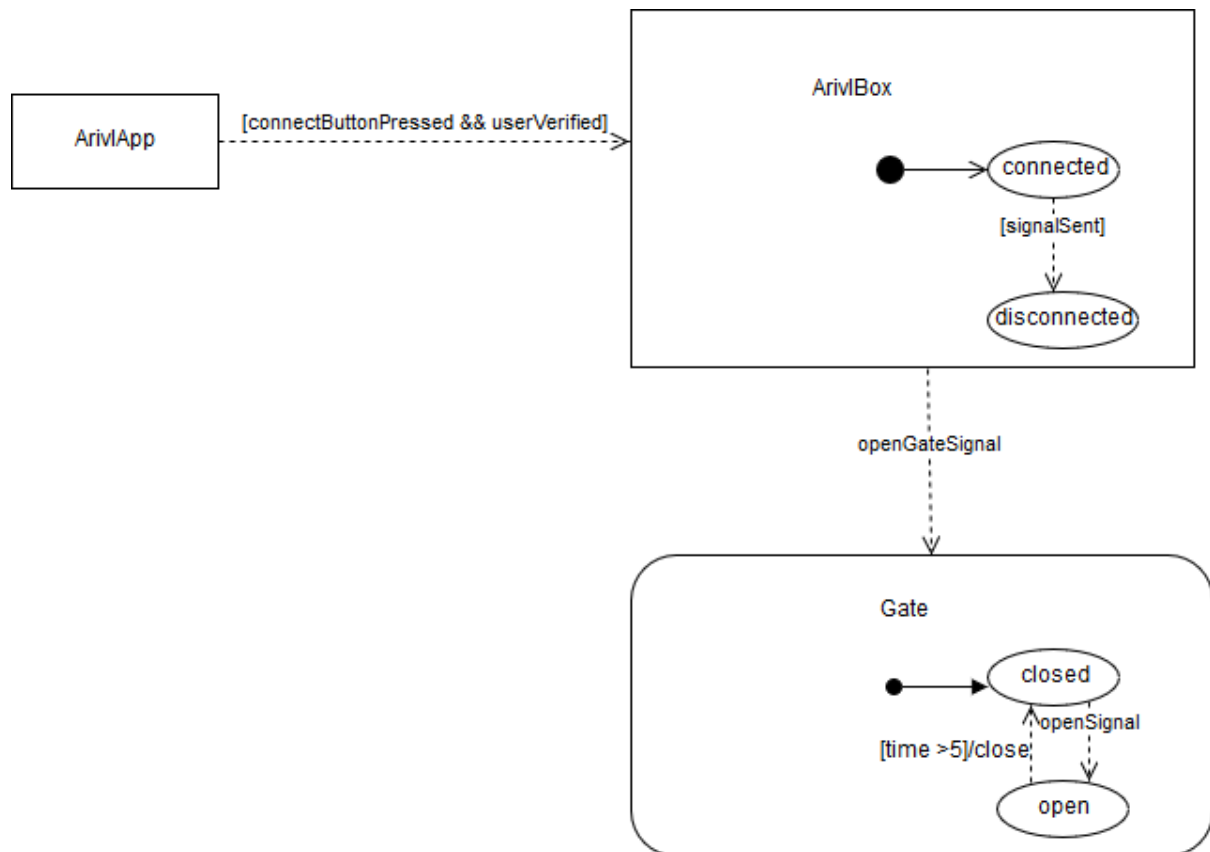 ArivlBox
ArivlApp
[connectButtonPressed && userVerified]
connected
[signalSent]
disconnected
openGateSignal
Gate
closed
openSignal
[time >5]/close
open